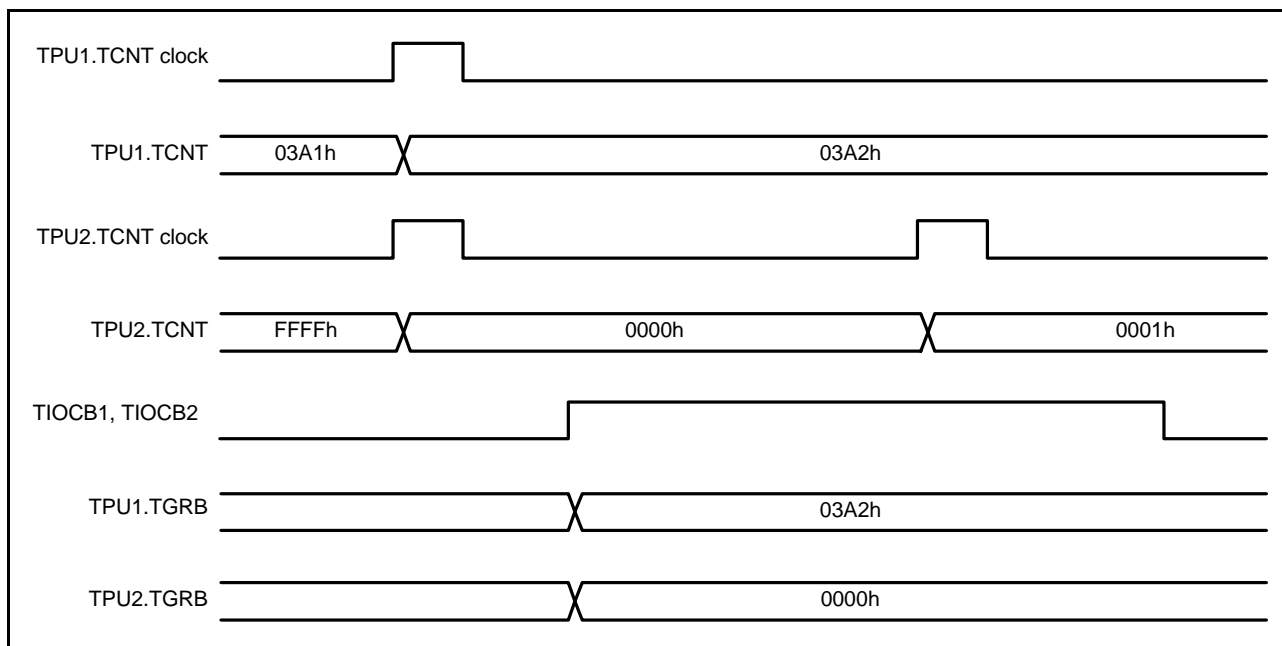 TPU1.TCNT clock
TPU1.TCNT 03A1h 03A2h
TPU2.TCNT clock
TPU2.TCNT FFFFh 0000h 0001h
TIOCB1, TIOCB2
TPU1.TGRB 03A2h
TPU2.TGRB 0000h